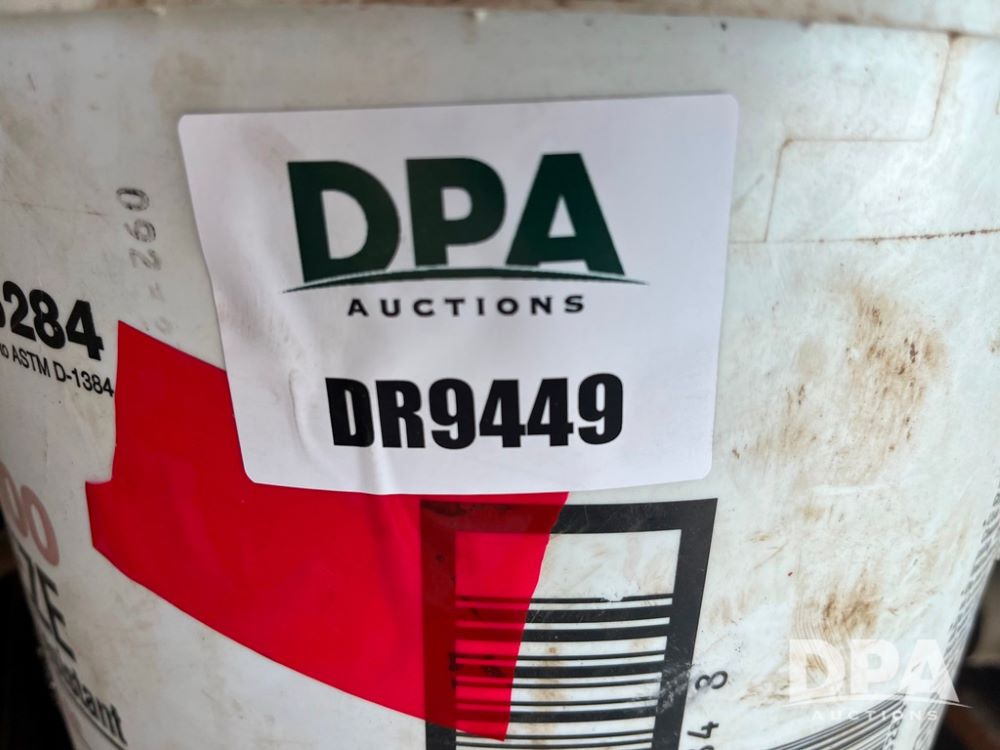 DPA
AUCTIONS
DR9449
284
ASTM D-1384
DPA
AUCTIONS